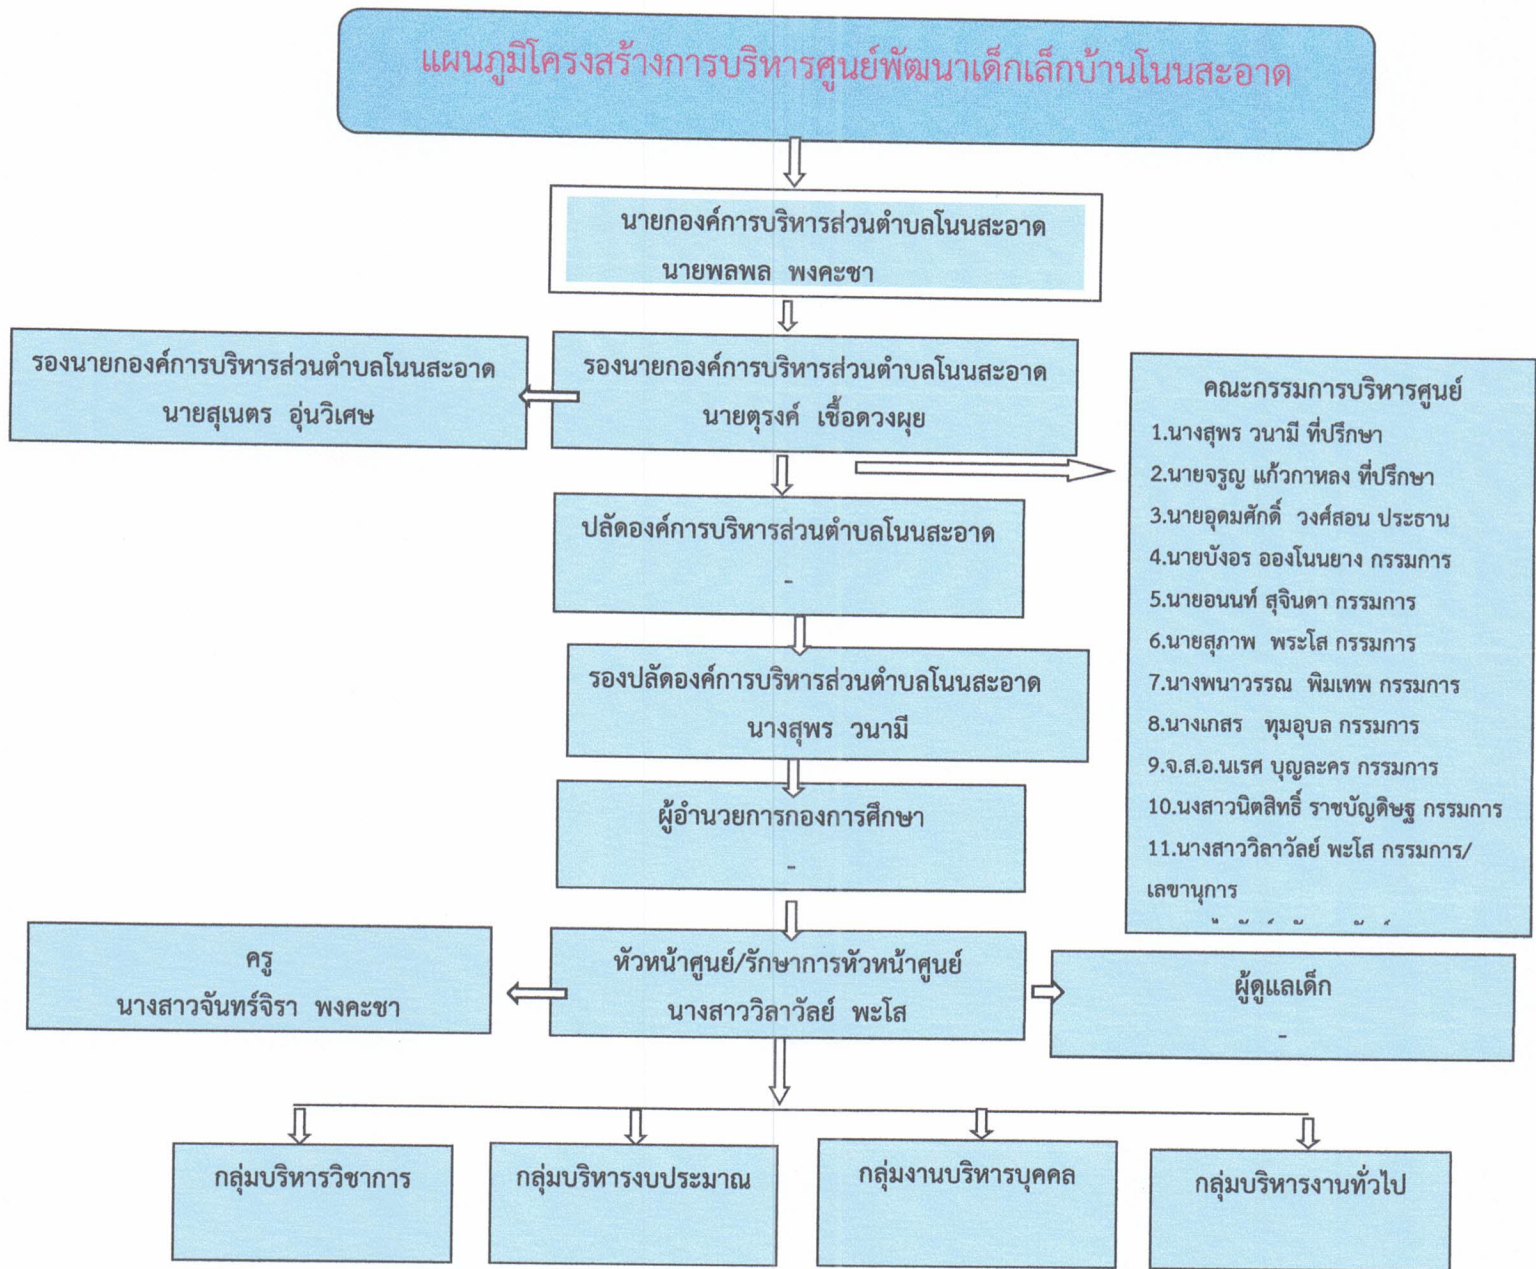 แผนภูมิโครงสร้างการบริหารศูนย์พัฒนาเด็กเล็กบ้านโนนสะอาด
นายกองค์การบริหารส่วนตำบลโนนสะอาด
นายพลพล พงคะชา
รองนายกองค์การบริหารส่วนตำบลโนนสะอาด
นายสุเนตร อุ่นวิเศษ
รองนายกองค์การบริหารส่วนตำบลโนนสะอาด
นายตุรงค์ เชื้อดวงผุย
คณะกรรมการบริหารศูนย์
1.นางสุพร วนามี ที่ปรึกษา
2.นายจรูญ แก้วกาหลง ที่ปรึกษา
3.นายอุดมศักดิ์ วงศ์สอน ประธาน
4.นายบังอร อองโนนยาง กรรมการ
5.นายอนนท์ สุจินดา กรรมการ
6.นายสุภาพ พระโส กรรมการ
7.นางพนาวรรณ พิมเทพ กรรมการ
8.นางเกสร ทุมอุบล กรรมการ
9.จ.ส.อ.นเรศ บุญละคร กรรมการ
10.นงสาวนิตสิทธิ์ ราชบัญดิษฐ กรรมการ
11.นางสาววิลาวัลย์ พะโส กรรมการ/
เลขานุการ
ปลัดองค์การบริหารส่วนตำบลโนนสะอาด
-
รองปลัดองค์การบริหารส่วนตำบลโนนสะอาด
นางสุพร วนามี
ผู้อำนวยการกองการศึกษา
-
ครู
นางสาวจันทร์จิรา พงคะชา
หัวหน้าศูนย์/รักษาการหัวหน้าศูนย์
นางสาววิลาวัลย์ พะโส
ผู้ดูแลเด็ก
-
กลุ่มบริหารวิชาการ
กลุ่มบริหารงบประมาณ
กลุ่มงานบริหารบุคคล
กลุ่มบริหารงานทั่วไป